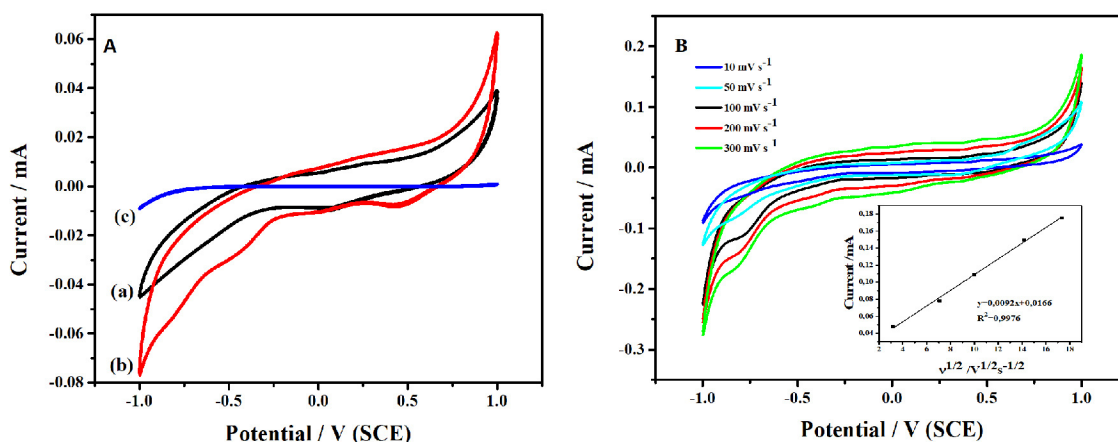 A
Current / mA
0.06
0.04
0.02
0.00
-0.02
-0.04
-0.06
-0.08
(c)
(a)
(b)
-1.0 -0.5 0.0 0.5 1.0
Potential / V (SCE)
B
Current / mA
0.2
0.1
0.0
-0.1
-0.2
-0.3
10 mV s-1
50 mV s-1
100 mV s-1
200 mV s-1
300 mV s-1
Current /mA
0,18
0,16
0,14
0,12
0,10
0,08
0,06
0,04
y=0,0092x+0,0166
R2=0,9976
2 4 6 8 10 12 14 16 18
v1/2 /V1/2s-1/2
-1.0 -0.5 0.0 0.5 1.0
Potential / V (SCE)